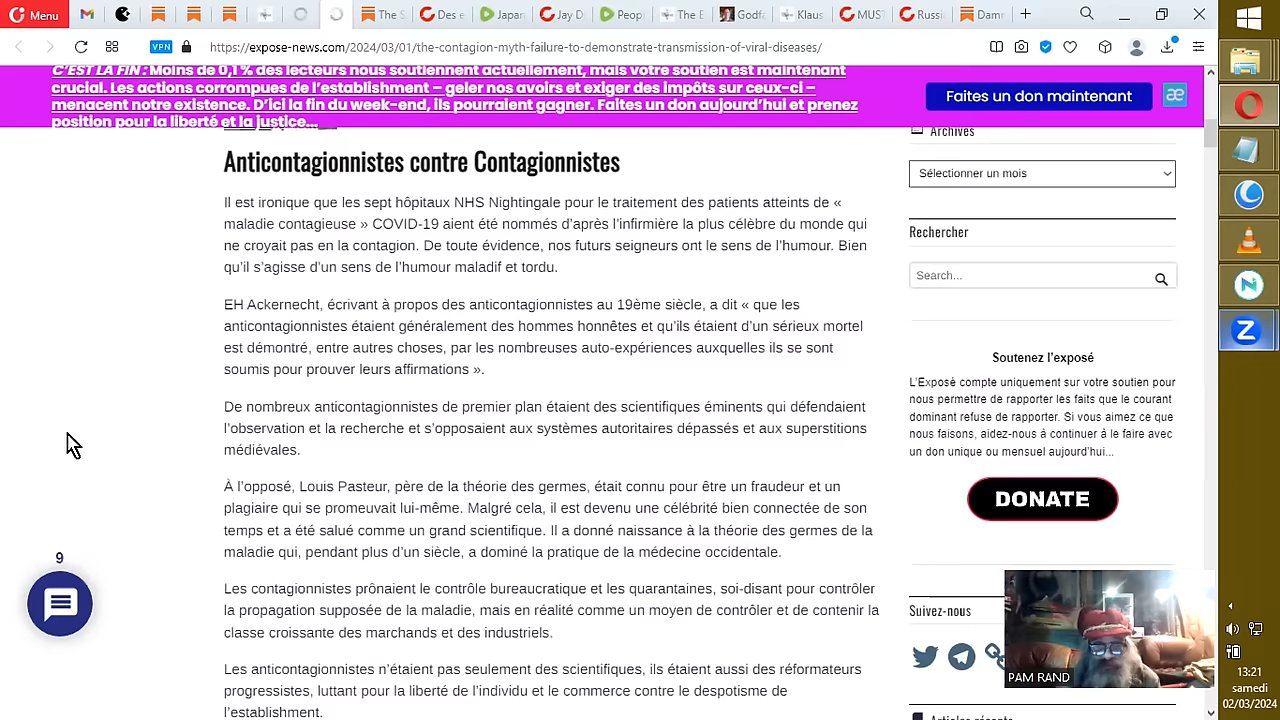 Menu
The S
Des e
Japan
Jay D
Peop
The E
Godf
Klaus
MUS
Russi
Damr
VPN
https://expose-news.com/2024/03/01/the-contagion-myth-failure-to-demonstrate-transmission-of-viral-diseases/
C'EST LA FIN : Moins de 0,1 % des lecteurs nous soutiennent actuellement, mais votre soutien est maintenant
crucial. Les actions corrompues de l'establishment – geler nos avoirs et exiger des impôts sur ceux-ci –
menacent notre existence. D'ici la fin du week-end, ils pourraient gagner. Faites un don aujourd'hui et prenez
position pour la liberté et la justice...
Faites un don maintenant
æ
Anticontagionnistes contre Contagionnistes
Il est ironique que les sept hôpitaux NHS Nightingale pour le traitement des patients atteints de «
maladie contagieuse » COVID-19 aient été nommés d'après l'infirmière la plus célèbre du monde qui
ne croyait pas en la contagion. De toute évidence, nos futurs seigneurs ont le sens de l'humour. Bien
qu'il s'agisse d'un sens de l'humour maladif et tordu.
EH Ackernecht, écrivant à propos des anticontagionnistes au 19ème siècle, a dit « que les
anticontagionnistes étaient généralement des hommes honnêtes et qu'ils étaient d'un sérieux mortel
est démontré, entre autres choses, par les nombreuses auto-expériences auxquelles ils se sont
soumis pour prouver leurs affirmations ».
De nombreux anticontagionnistes de premier plan étaient des scientifiques éminents qui défendaient
l'observation et la recherche et s'opposaient aux systèmes autoritaires dépassés et aux superstitions
médiévales.
À l'opposé, Louis Pasteur, père de la théorie des germes, était connu pour être un fraudeur et un
plagiaire qui se promouvait lui-même. Malgré cela, il est devenu une célébrité bien connectée de son
temps et a été salué comme un grand scientifique. Il a donné naissance à la théorie des germes de la
maladie qui, pendant plus d'un siècle, a dominé la pratique de la médecine occidentale.
Les contagionnistes prônaient le contrôle bureaucratique et les quarantaines, soi-disant pour contrôler
la propagation supposée de la maladie, mais en réalité comme un moyen de contrôler et de contenir la
classe croissante des marchands et des industriels.
Les anticontagionnistes n'étaient pas seulement des scientifiques, ils étaient aussi des réformateurs
progressistes, luttant pour la liberté de l'individu et le commerce contre le despotisme de
l'establishment.
9
Archives
Sélectionner un mois
Rechercher
Search...
Soutenez l'exposé
L'Exposé compte uniquement sur votre soutien pour
nous permettre de rapporter les faits que le courant
dominant refuse de rapporter. Si vous aimez ce que
nous faisons, aidez-nous à continuer à le faire avec
un don unique ou mensuel aujourd'hui...
DONATE
Suivez-nous
PAM RAND
Articles récents
13:21
samedi
02/03/2024